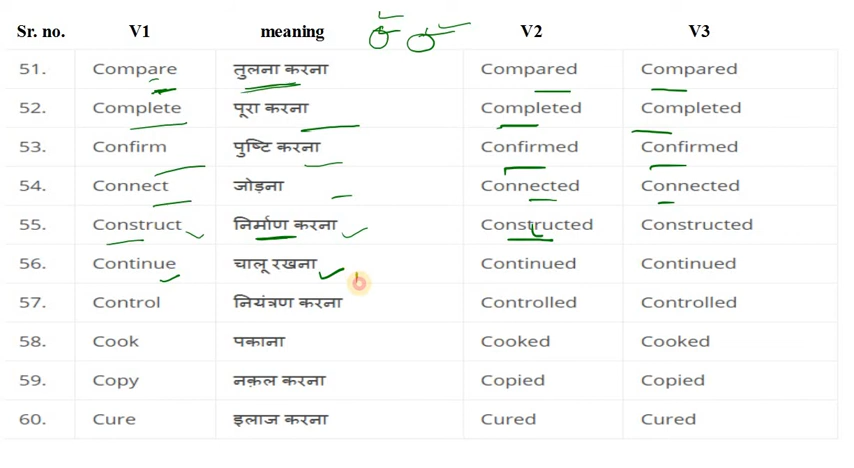 Sr. no. V1 meaning V2 V3
51. Compare तुलना करना Compared Compared
52. Complete पूरा करना Completed Completed
53. Confirm पुष्टि करना Confirmed Confirmed
54. Connect जोड़ना Connected Connected
55. Construct निर्माण करना Constructed Constructed
56. Continue चालू रखना Continued Continued
57. Control नियंत्रण करना Controlled Controlled
58. Cook पकाना Cooked Cooked
59. Copy नक़ल करना Copied Copied
60. Cure इलाज करना Cured Cured